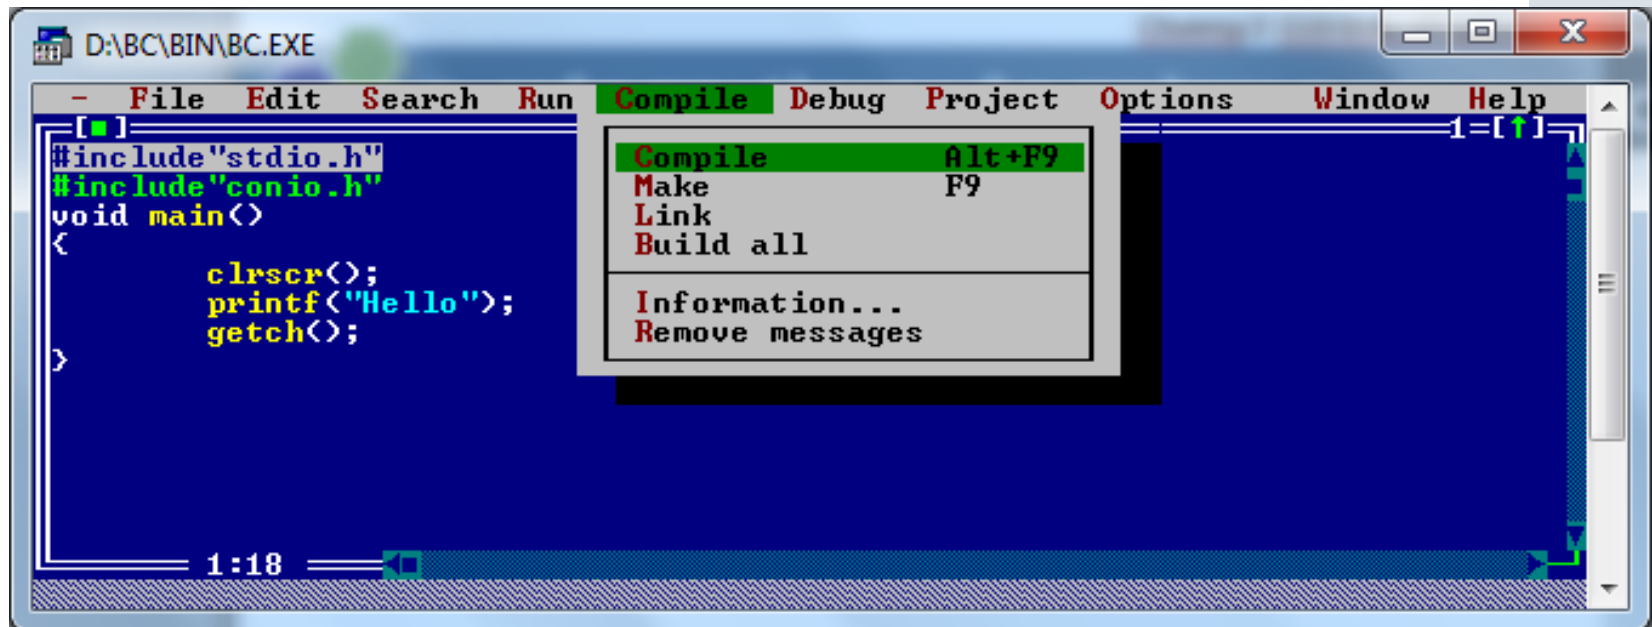 D:\BC\BIN\BC.EXE
- File Edit Search Run Compile Debug Project Options Window Help
[■] 1=[↑]
#include"stdio.h"
#include"conio.h"
void main()
{
clrscr();
printf("Hello");
getch();
}
Compile Alt+F9
Make F9
Link
Build all
Information...
Remove messages
1:18